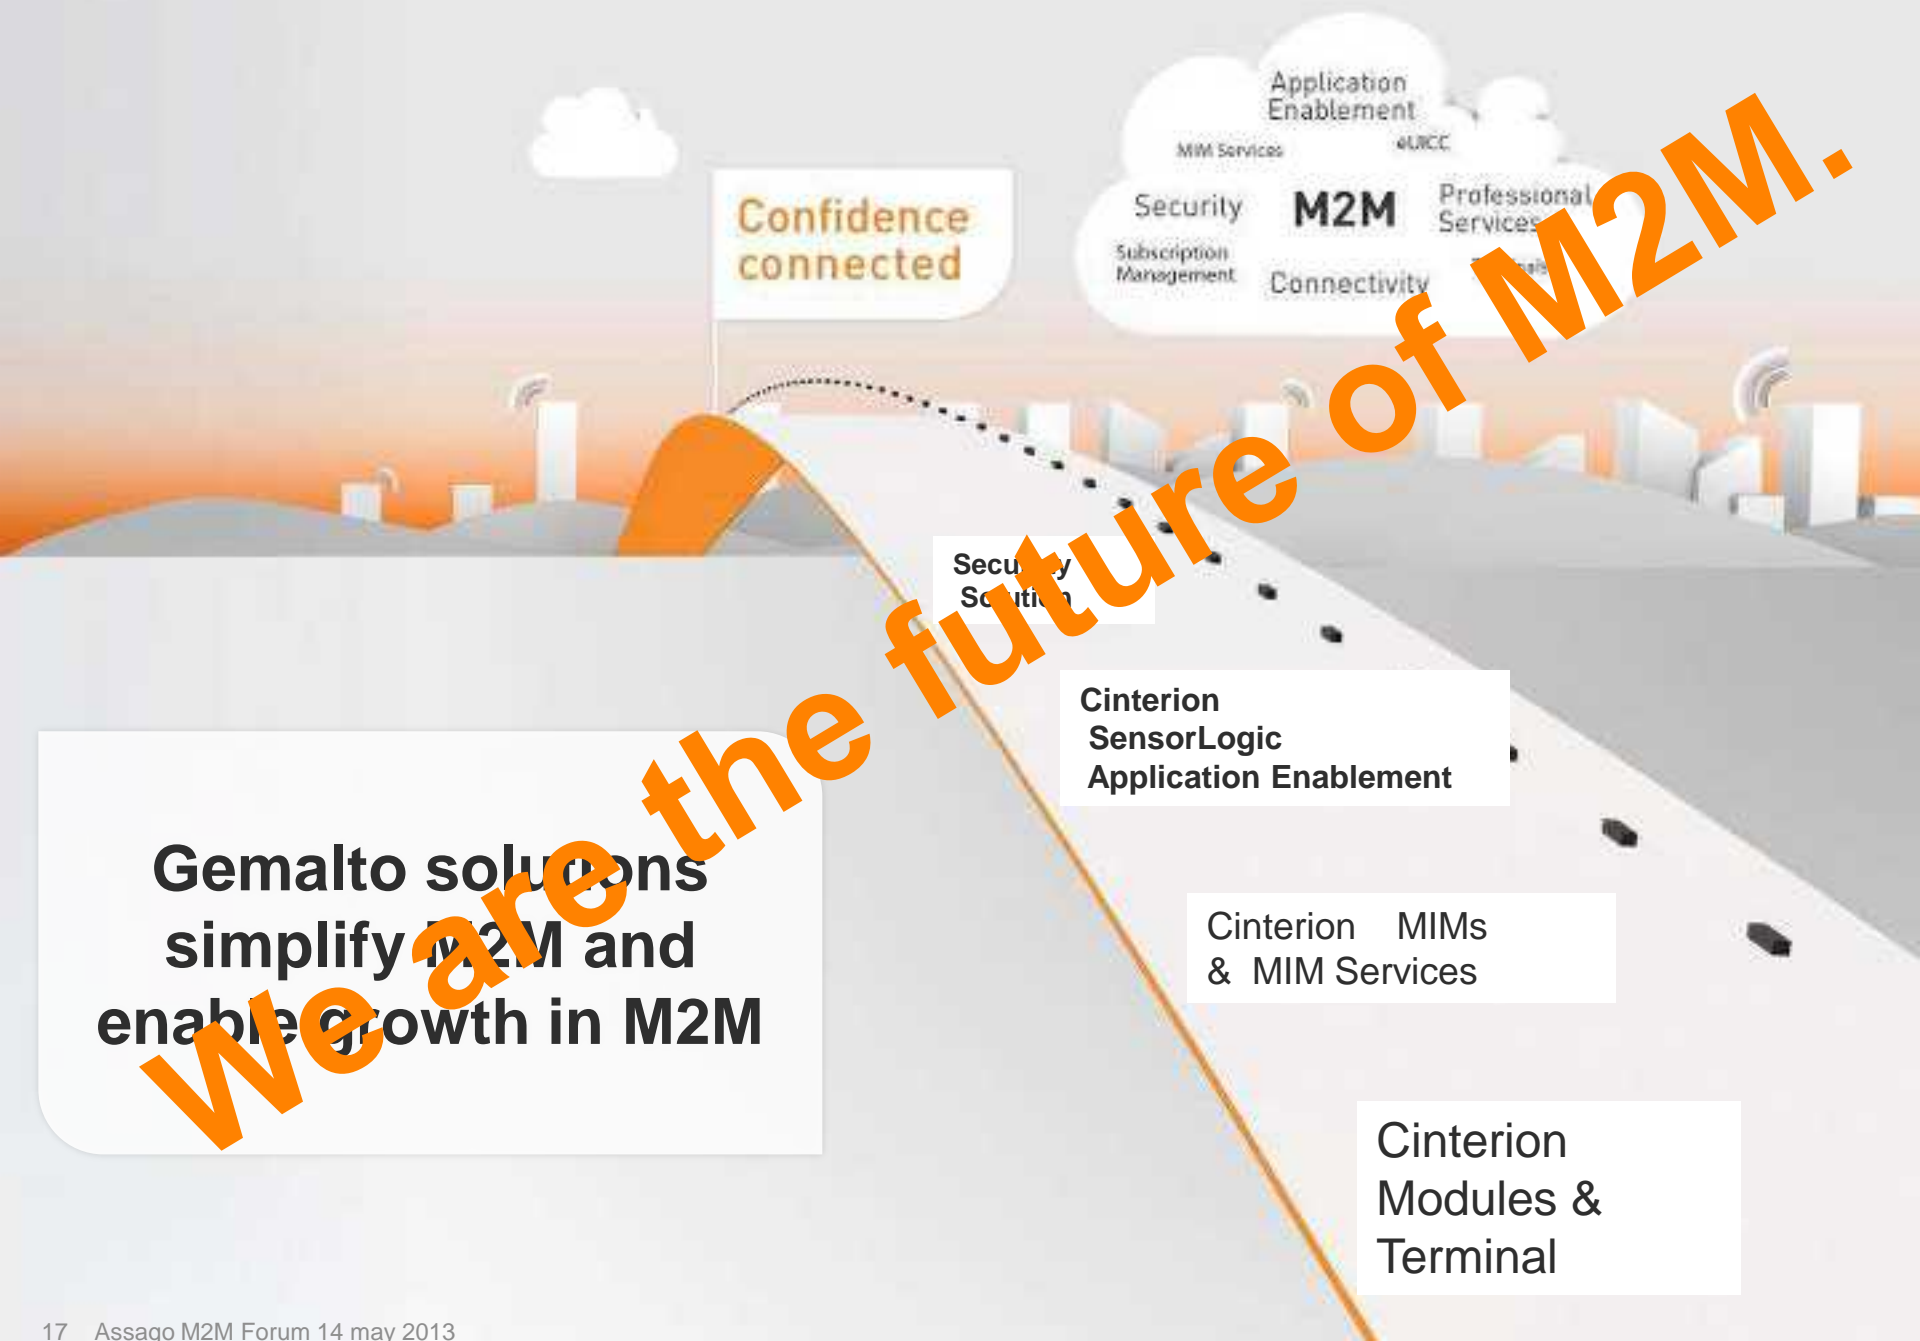 Application
Enablement
MIM Services
eUICC
Security
M2M
Professional
Services
Subscription
Management
Connectivity
Confidence
connected
We are the future of M2M.
Security
Solution
Cinterion
SensorLogic
Application Enablement
Gemalto solutions
simplify M2M and
enable growth in M2M
Cinterion MIMs
& MIM Services
Cinterion
Modules &
Terminal
17 Assago M2M Forum 14 may 2013